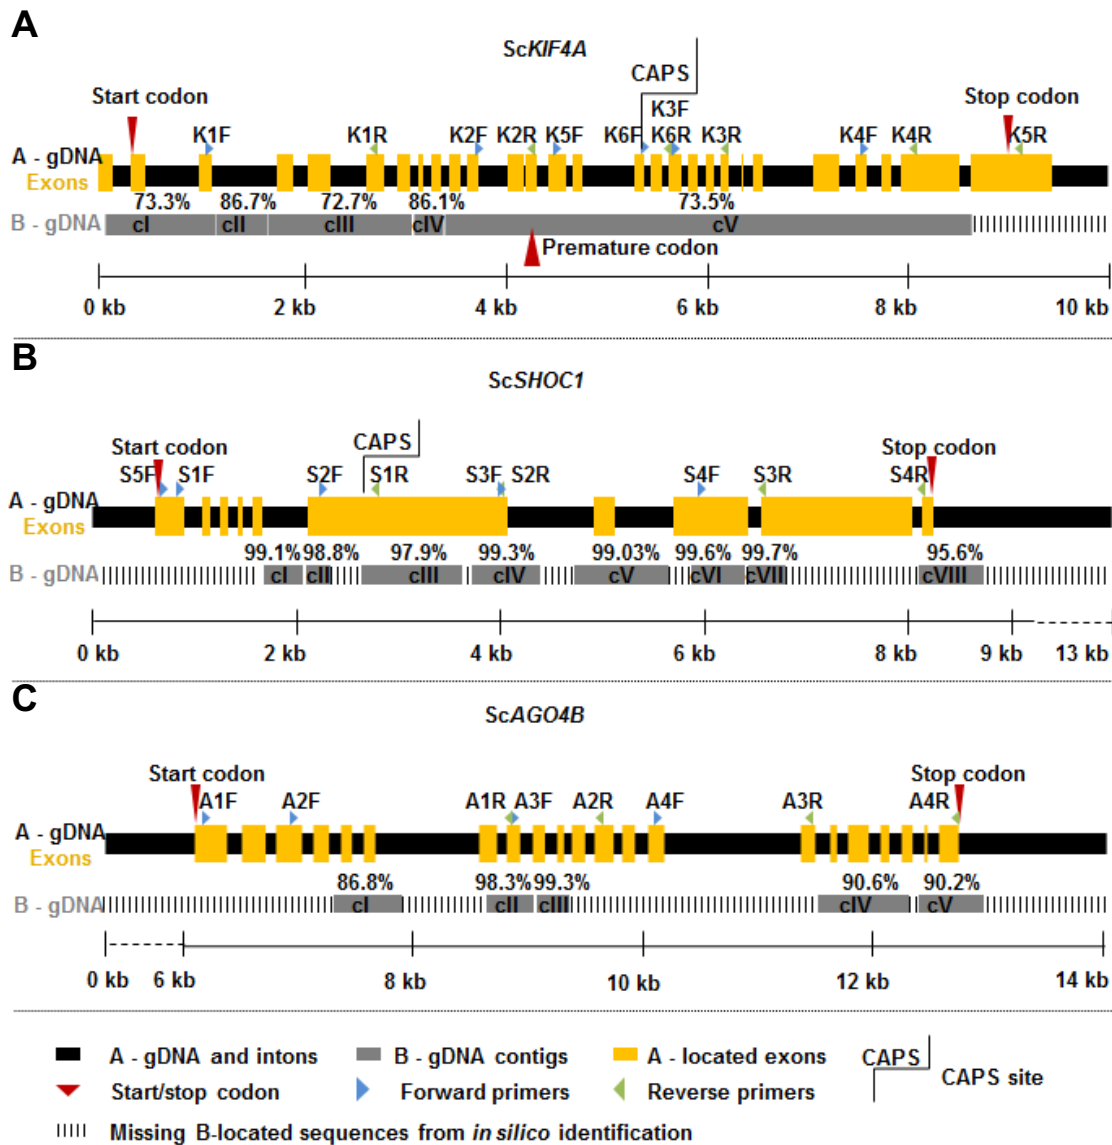 A
ScKIF4A
CAPS
Start codon
Stop codon
K3F
K1F K1R K2F K2R K5F K6F K6R K3R K4F K4R K5R
A - gDNA
Exons
73.3% 86.7% 72.7% 86.1% 73.5%
B - gDNA cI cII cIII cIV cV
Premature codon
0 kb 2 kb 4 kb 6 kb 8 kb 10 kb
B
ScSHOC1
Start codon CAPS Stop codon
S5F S1F S2F S1R S3F S2R S4F S3R S4R
A - gDNA
Exons
99.1% 98.8% 97.9% 99.3% 99.03% 99.6% 99.7% 95.6%
B - gDNA cI cII cIII cIV cV cVI cVII cVIII
0 kb 2 kb 4 kb 6 kb 8 kb 9 kb 13 kb
C
ScAGO4B
Start codon Stop codon
A1F A2F A1R A3F A2R A4F A3R A4R
A - gDNA
Exons
86.8% 98.3% 99.3% 90.6% 90.2%
B - gDNA cI cII cIII cIV cV
0 kb 6 kb 8 kb 10 kb 12 kb 14 kb
A - gDNA and introns B - gDNA contigs A - located exons CAPS
CAPS site
Start/stop codon Forward primers Reverse primers
Missing B-located sequences from in silico identification